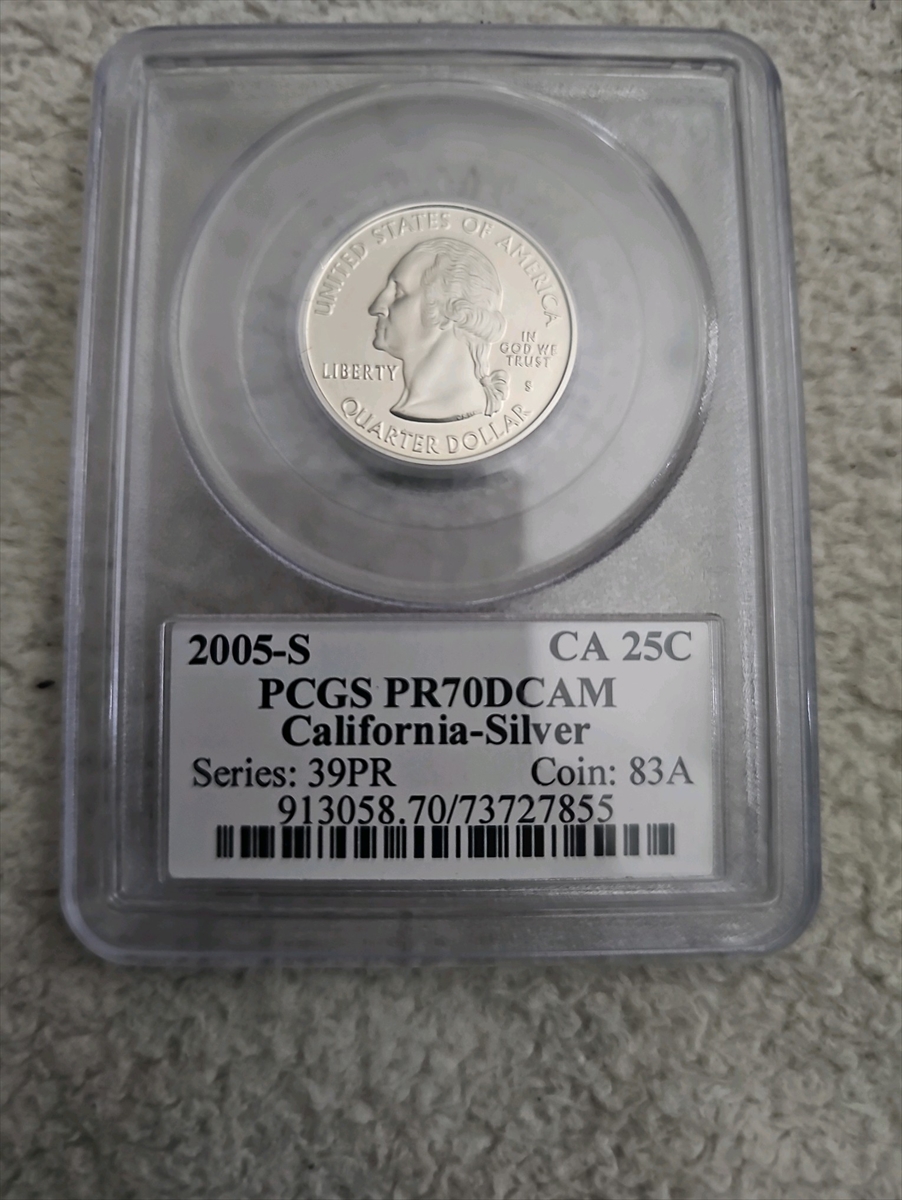 UNITED STATES OF AMERICA
IN
GOD WE
TRUST
LIBERTY
S
QUARTER DOLLAR
2005-S CA 25C
PCGS PR70DCAM
California-Silver
Series: 39PR Coin: 83A
913058.70/73727855